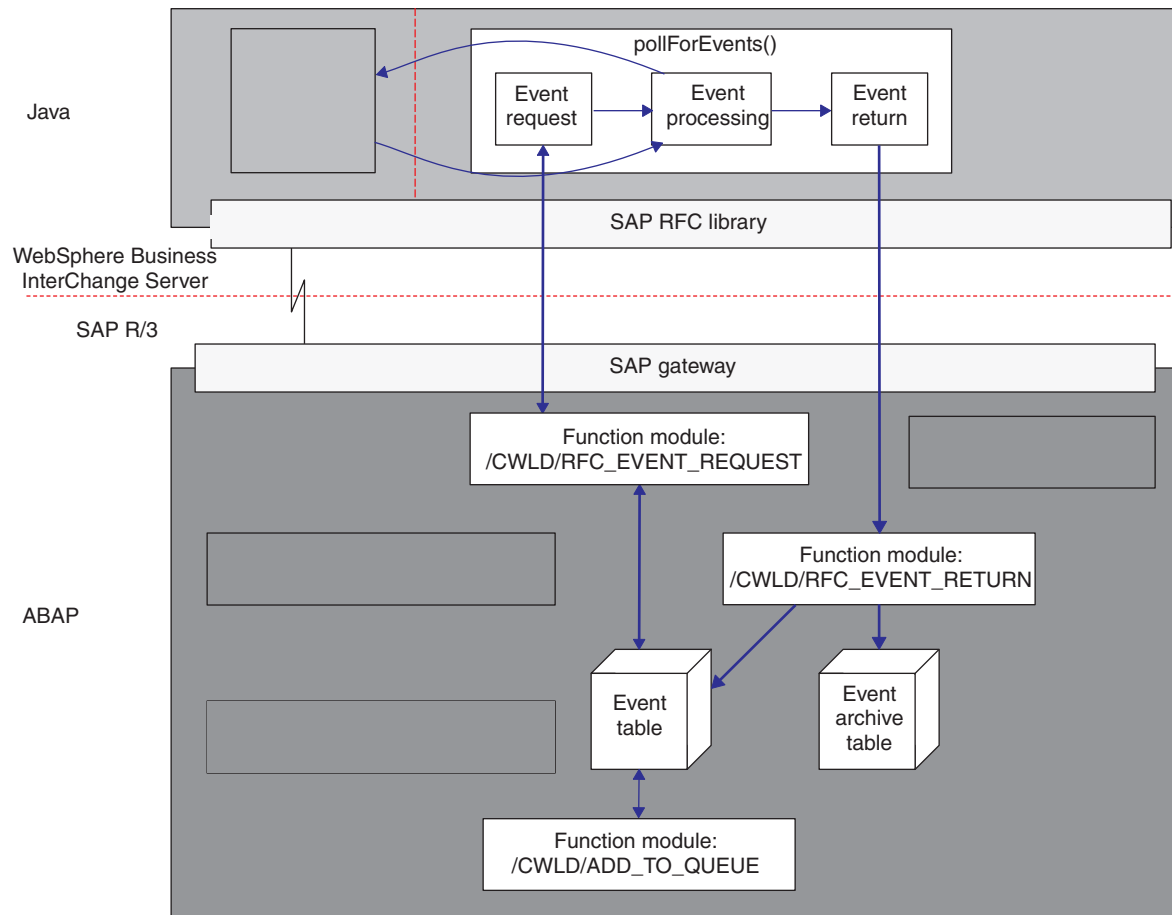 pollForEvents()
Java
Event
request
Event
processing
Event
return
SAP RFC library
WebSphere Business
InterChange Server
SAP R/3
SAP gateway
Function module:
/CWLD/RFC_EVENT_REQUEST
Function module:
/CWLD/RFC_EVENT_RETURN
ABAP
Event
table
Event
archive
table
Function module:
/CWLD/ADD_TO_QUEUE